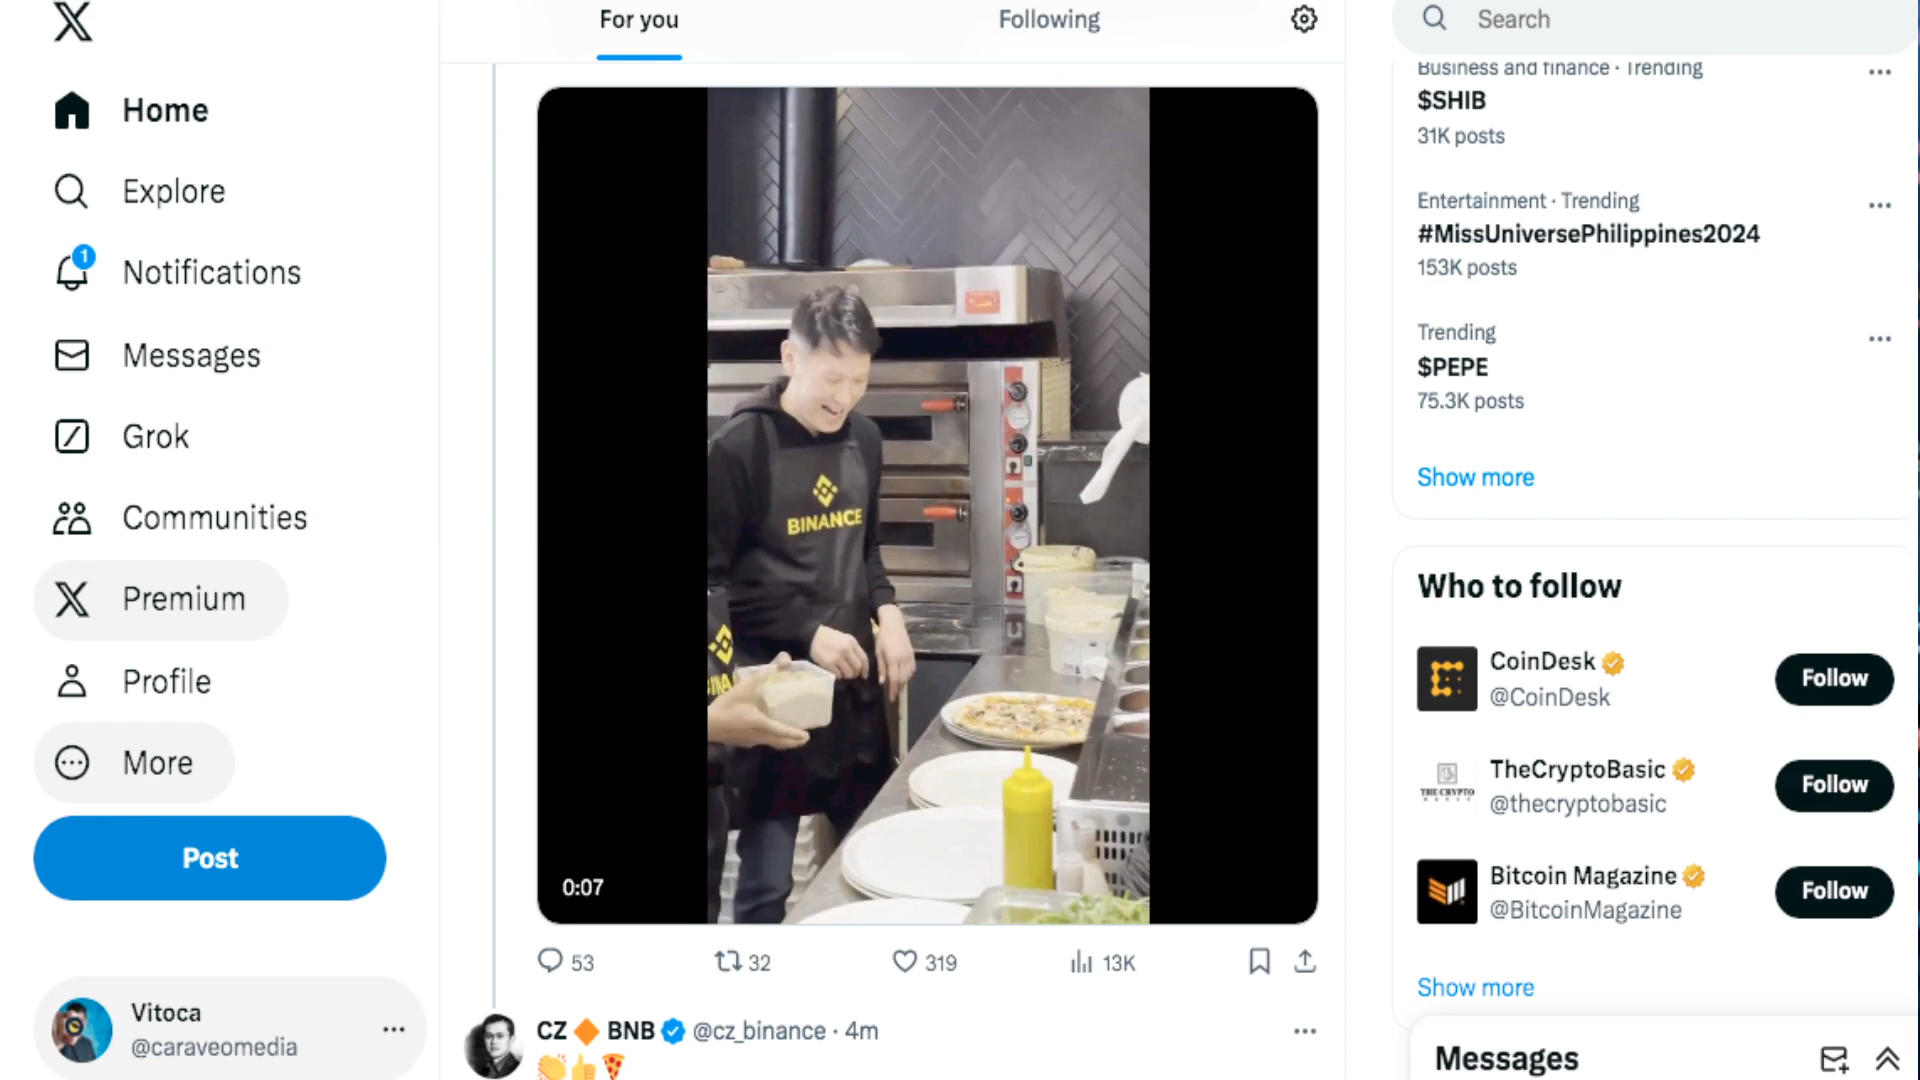 Home
Explore
1
Notifications
Messages
Grok
Communities
Premium
Profile
More
Post
Vitoca
@caraveomedia
For you
Following
BINANCE
0:07
53
32
319
13K
CZ 🔶 BNB @cz_binance · 4m
👏👍🍕
Search
Business and finance · Trending
$SHIB
31K posts
Entertainment · Trending
#MissUniversePhilippines2024
153K posts
Trending
$PEPE
75.3K posts
Show more
Who to follow
CoinDesk
@CoinDesk
Follow
THE CRYPTO
TheCryptoBasic
@thecryptobasic
Follow
Bitcoin Magazine
@BitcoinMagazine
Follow
Show more
Messages